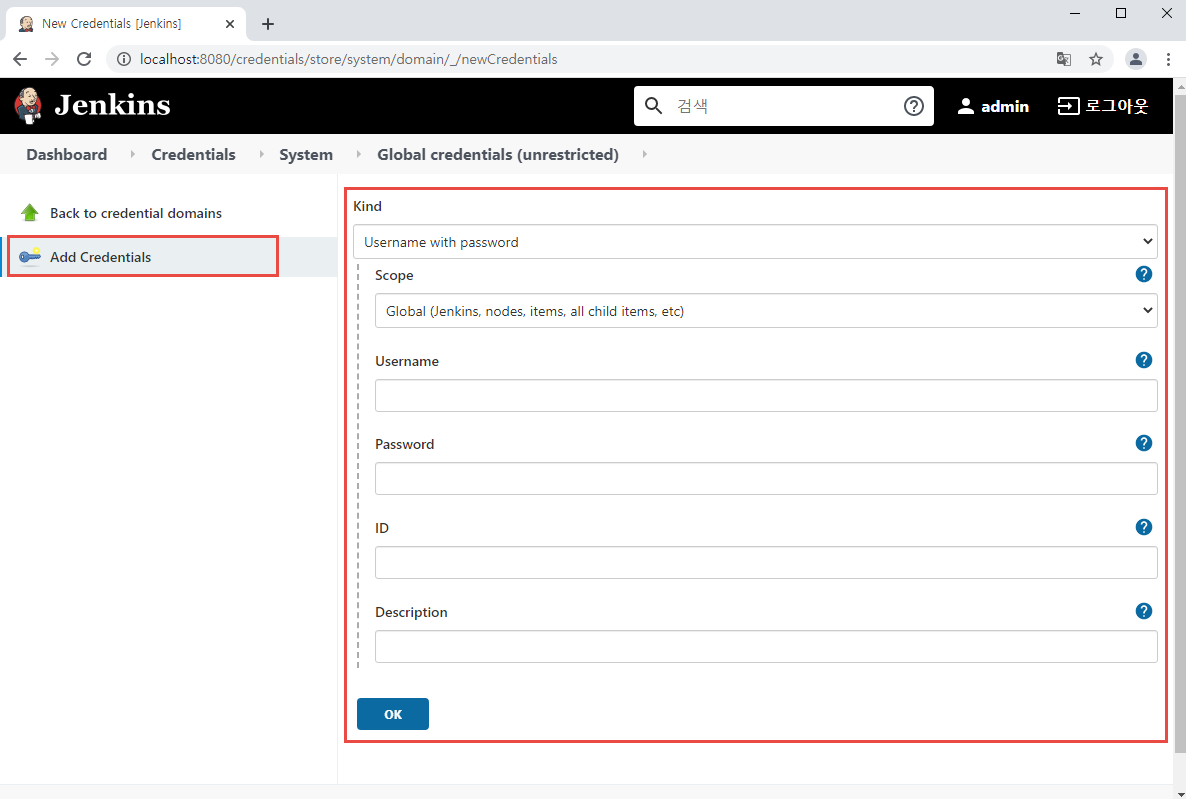 New Credentials [Jenkins]
localhost:8080/credentials/store/system/domain/_/newCredentials
Jenkins
검색
admin
로그아웃
Dashboard Credentials System Global credentials (unrestricted)
Back to credential domains
Add Credentials
Kind
Username with password
Scope
Global (Jenkins, nodes, items, all child items, etc)
Username
Password
ID
Description
OK